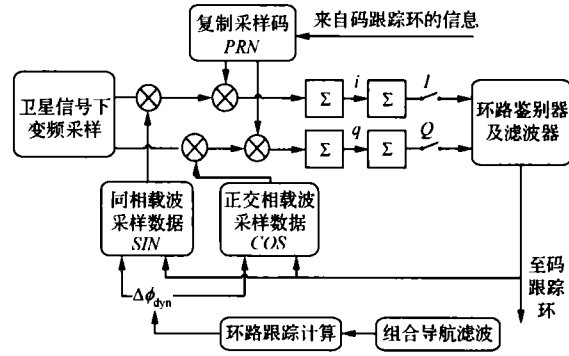 复制采样码
PRN
来自码跟踪环的信息
卫星信号下
变频采样
Σ
i
Σ
I
Σ
q
Σ
Q
环路鉴别器
及滤波器
同相载波
采样数据
SIN
正交相载波
采样数据
COS
至码
跟踪
环
Δϕdyn
环路跟踪计算
组合导航滤波